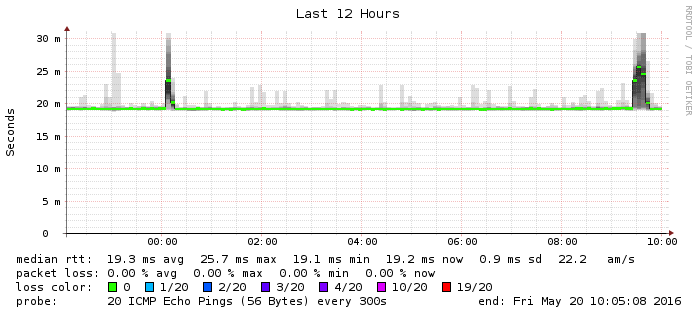 Last 12 Hours
RRDTOOL / TOBI OETIKER
Seconds
30 m
25 m
20 m
15 m
10 m
5 m
0
00:00 02:00 04:00 06:00 08:00 10:00
median rtt: 19.3 ms avg 25.7 ms max 19.1 ms min 19.2 ms now 0.9 ms sd 22.2 am/s
packet loss: 0.00 % avg 0.00 % max 0.00 % min 0.00 % now
loss color: 0 1/20 2/20 3/20 4/20 10/20 19/20
probe: 20 ICMP Echo Pings (56 Bytes) every 300s end: Fri May 20 10:05:08 2016